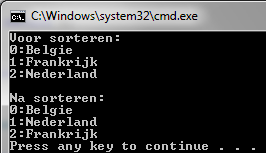 C:\Windows\system32\cmd.exe
Voor sorteren:
0:Belgie
1:Frankrijk
2:Nederland
Na sorteren:
0:Belgie
1:Nederland
2:Frankrijk
Press any key to continue . . .